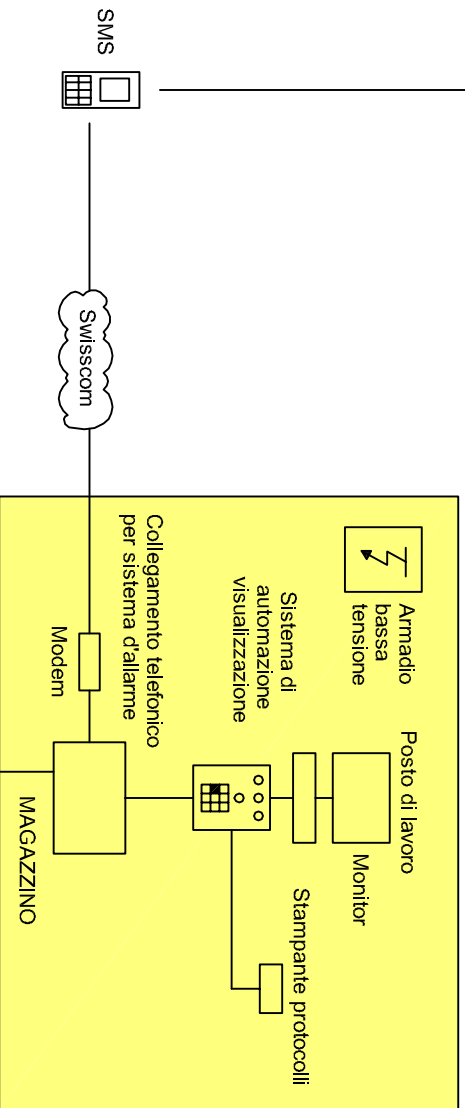 SMS
Swisscom
Armadio
bassa
tensione
Posto di lavoro
Monitor
Sistema di
automazione
visualizzazione
Stampante protocolli
Collegamento telefonico
per sistema d'allarme
Modem
MAGAZZINO